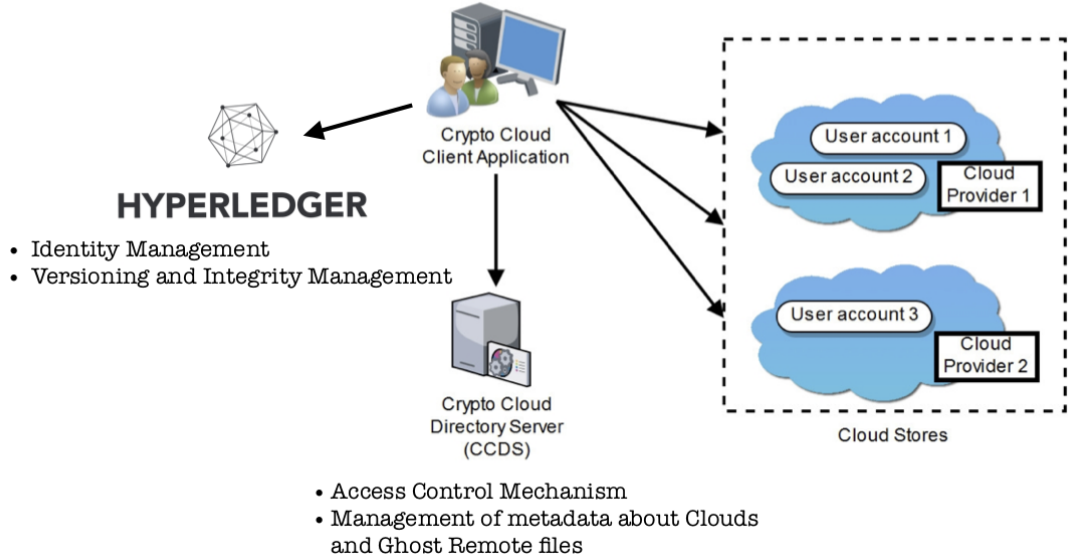 Crypto Cloud
Client Application
HYPERLEDGER
• Identity Management
• Versioning and Integrity Management
Crypto Cloud
Directory Server
(CCDS)
• Access Control Mechanism
• Management of metadata about Clouds
and Ghost Remote files
User account 1
User account 2
Cloud
Provider 1
User account 3
Cloud
Provider 2
Cloud Stores